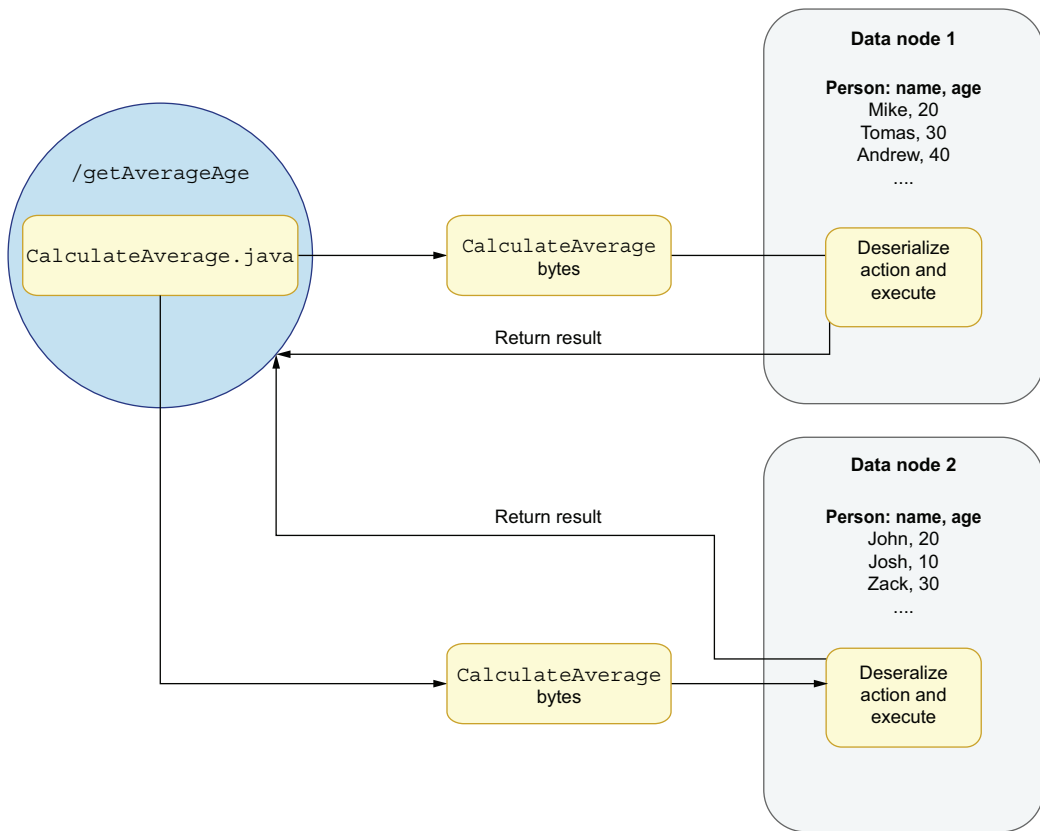 Data node 1
Person: name, age
Mike, 20
Tomas, 30
Andrew, 40
....
/getAverageAge
CalculateAverage.java
CalculateAverage
bytes
Deserialize
action and
execute
Return result
Data node 2
Person: name, age
John, 20
Josh, 10
Zack, 30
....
Return result
CalculateAverage
bytes
Deseralize
action and
execute